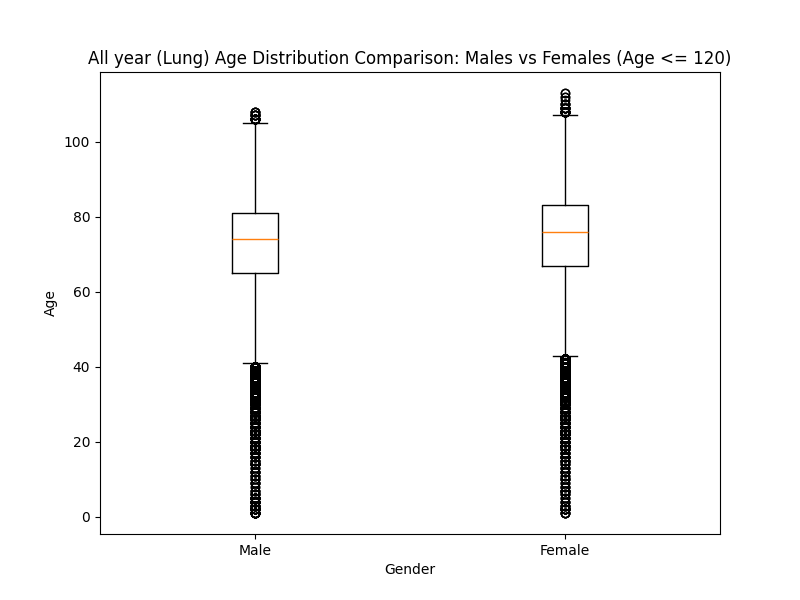 All year (Lung) Age Distribution Comparison: Males vs Females (Age <= 120)
100
80
60
40
20
0
Age
Male Female
Gender